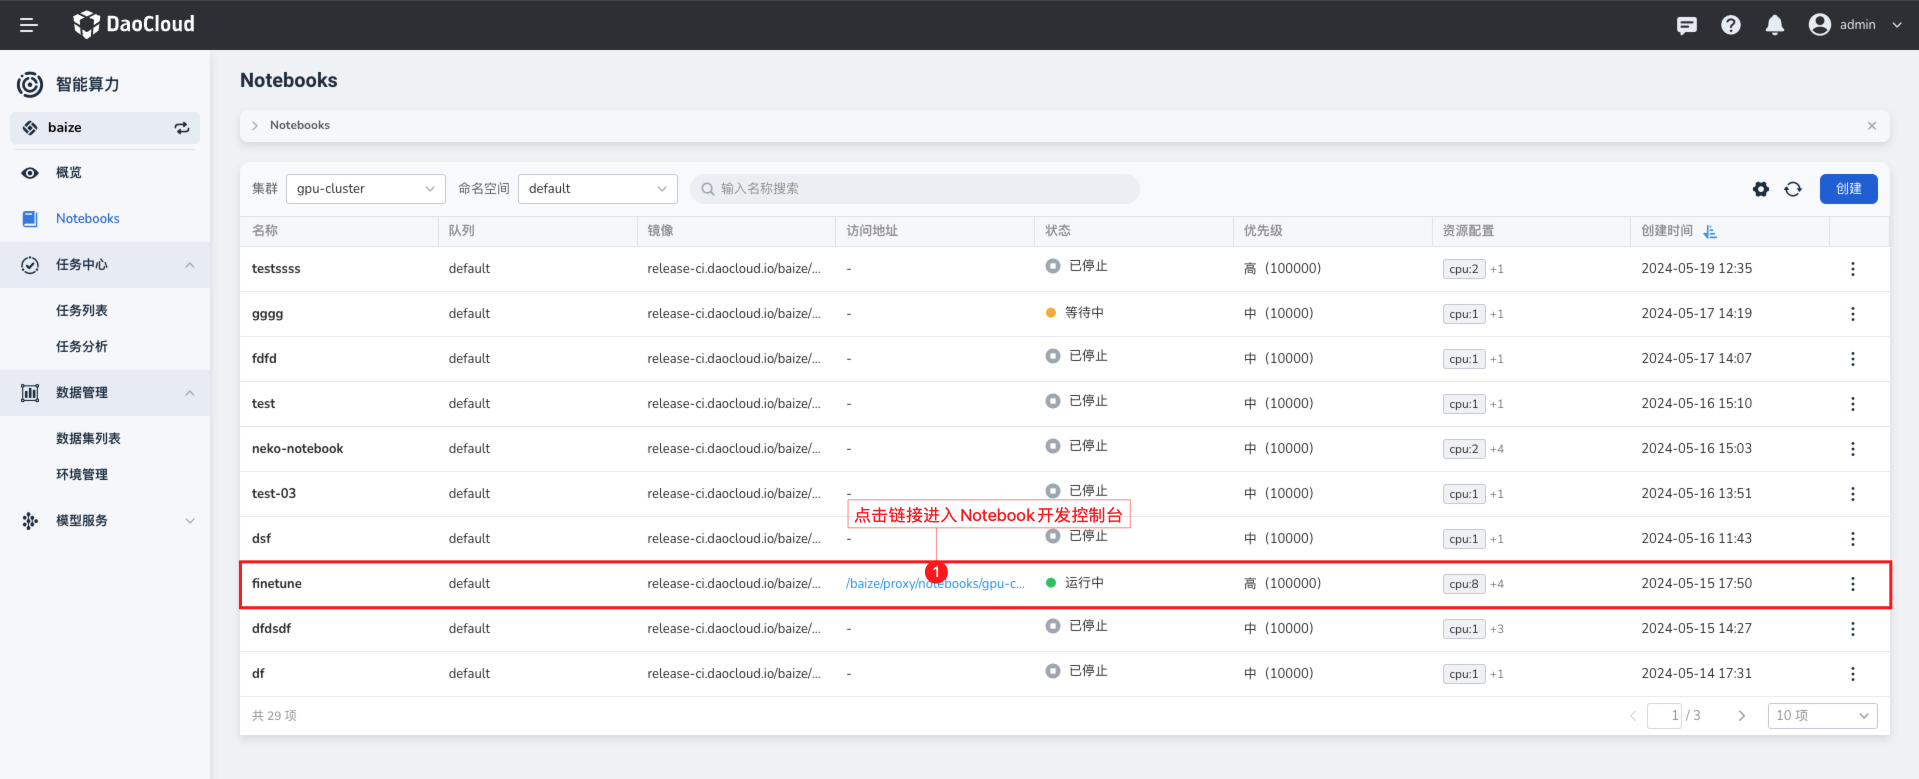 DaoCloud
admin
智能算力
baize
概览
Notebooks
任务中心
任务列表
任务分析
数据管理
数据集列表
环境管理
模型服务
Notebooks
Notebooks
集群 gpu-cluster 命名空间 default 输入名称搜索 创建
名称 队列 镜像 访问地址 状态 优先级 资源配置 创建时间
testssss default release-ci.daocloud.io/baize/... - 已停止 高（100000） cpu:2 +1 2024-05-19 12:35
gggg default release-ci.daocloud.io/baize/... - 等待中 中（10000） cpu:1 +1 2024-05-17 14:19
fdfd default release-ci.daocloud.io/baize/... - 已停止 中（10000） cpu:1 +1 2024-05-17 14:07
test default release-ci.daocloud.io/baize/... - 已停止 中（10000） cpu:1 +1 2024-05-16 15:10
neko-notebook default release-ci.daocloud.io/baize/... - 已停止 中（10000） cpu:2 +4 2024-05-16 15:03
test-03 default release-ci.daocloud.io/baize/... - 已停止 中（10000） cpu:1 +1 2024-05-16 13:51
点击链接进入 Notebook 开发控制台
dsf default release-ci.daocloud.io/baize/... - 已停止 中（10000） cpu:1 +1 2024-05-16 11:43
1
finetune default release-ci.daocloud.io/baize/... /baize/proxy/notebooks/gpu-c... 运行中 高（100000） cpu:8 +4 2024-05-15 17:50
dfdsdf default release-ci.daocloud.io/baize/... - 已停止 中（10000） cpu:1 +3 2024-05-15 14:27
df default release-ci.daocloud.io/baize/... - 已停止 中（10000） cpu:1 +1 2024-05-14 17:31
共 29 项 1 / 3 10 项